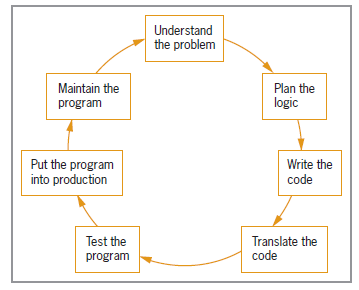 Understand
the problem
Plan the
logic
Write the
code
Translate the
code
Test the
program
Put the program
into production
Maintain the
program